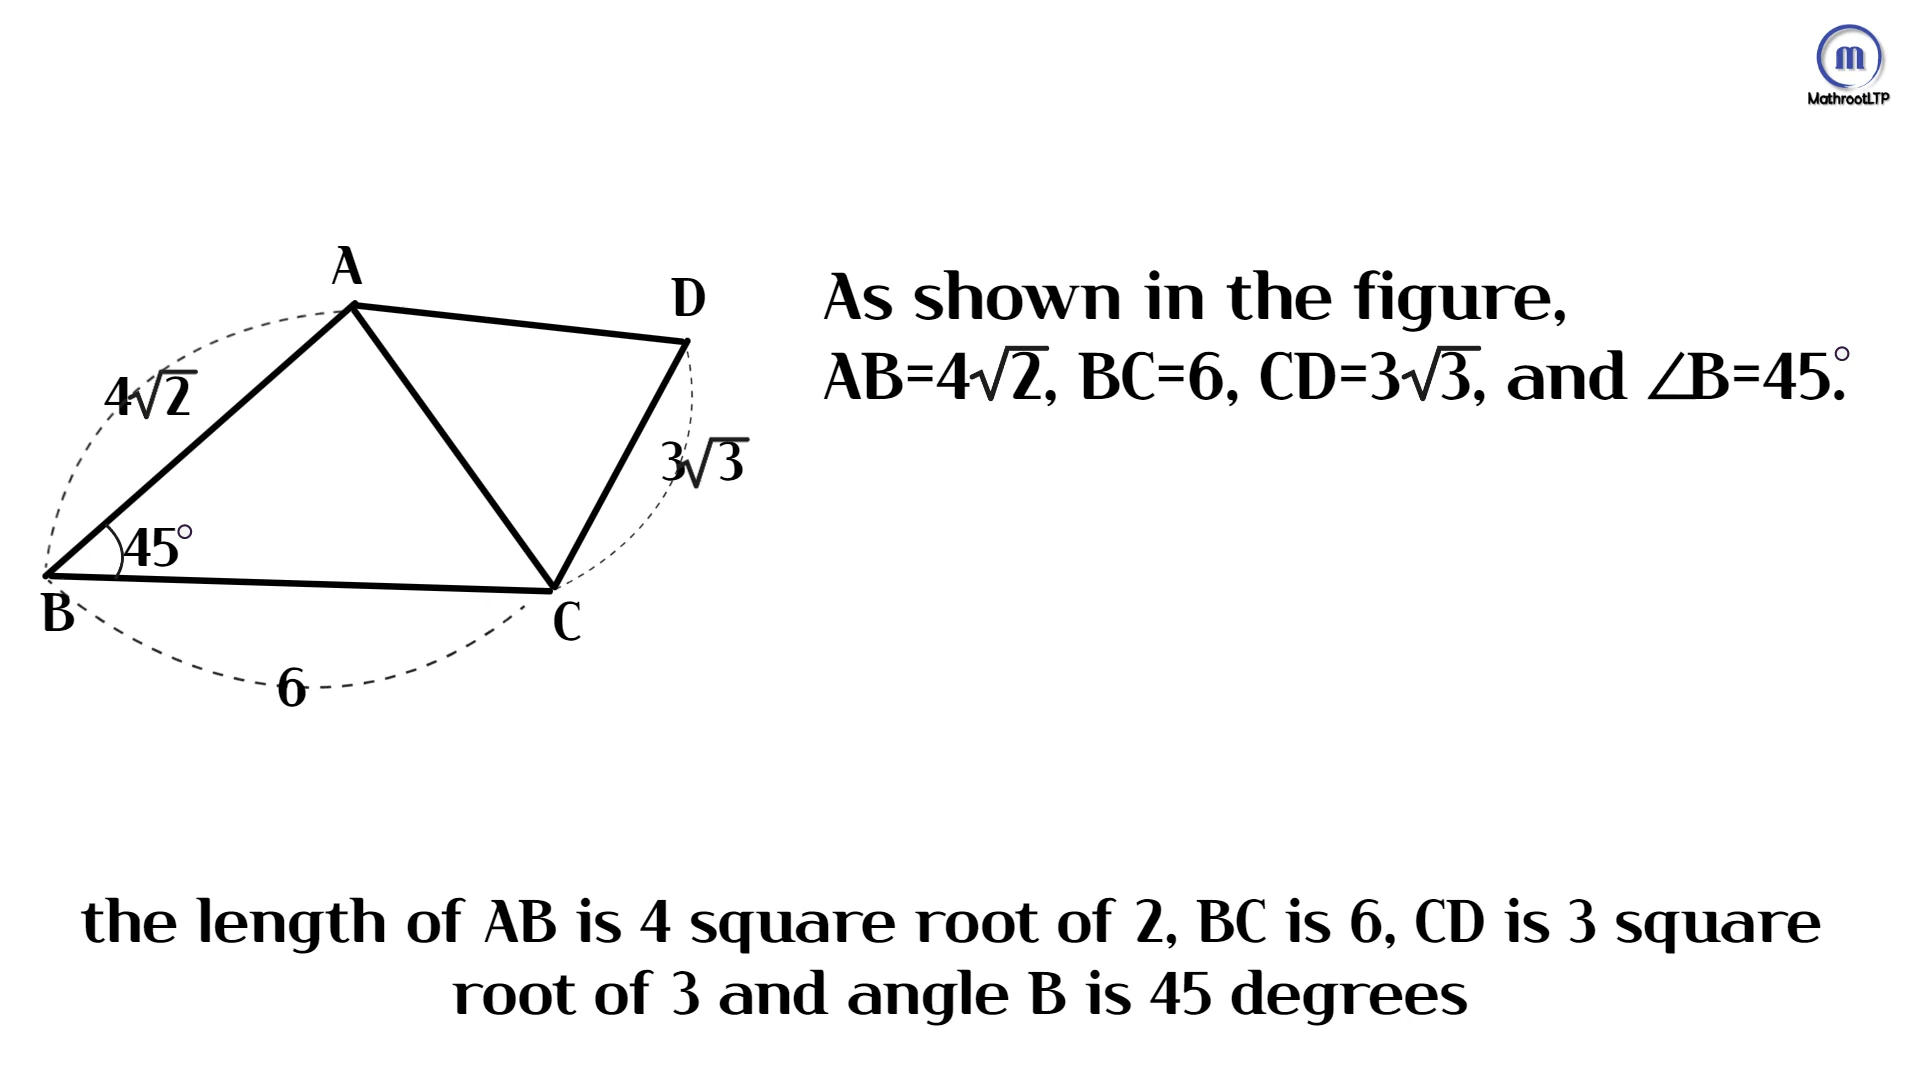 m
MathrootLTP
A
D
4√2
3√3
45°
B
C
6
As shown in the figure,
AB=4√2, BC=6, CD=3√3, and ∠B=45°.
the length of AB is 4 square root of 2, BC is 6, CD is 3 square
root of 3 and angle B is 45 degrees